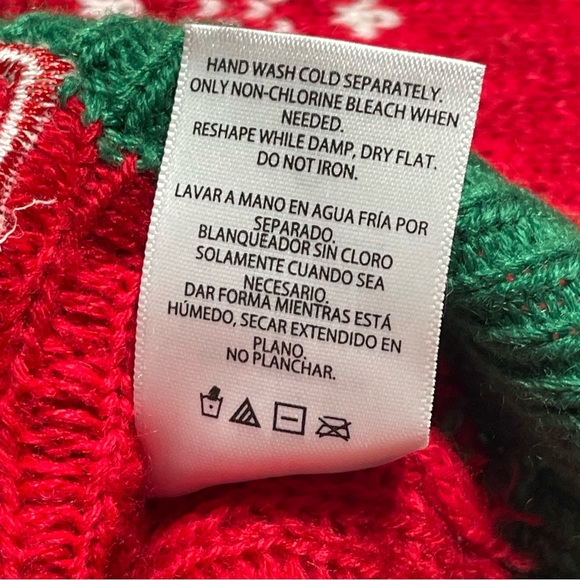 HAND WASH COLD SEPARATELY.
ONLY NON-CHLORINE BLEACH WHEN
NEEDED.
RESHAPE WHILE DAMP, DRY FLAT.
DO NOT IRON.
LAVAR A MANO EN AGUA FRÍA POR
SEPARADO.
BLANQUEADOR SIN CLORO
SOLAMENTE CUANDO SEA
NECESARIO.
DAR FORMA MIENTRAS ESTÁ
HÚMEDO, SECAR EXTENDIDO EN
PLANO.
NO PLANCHAR.